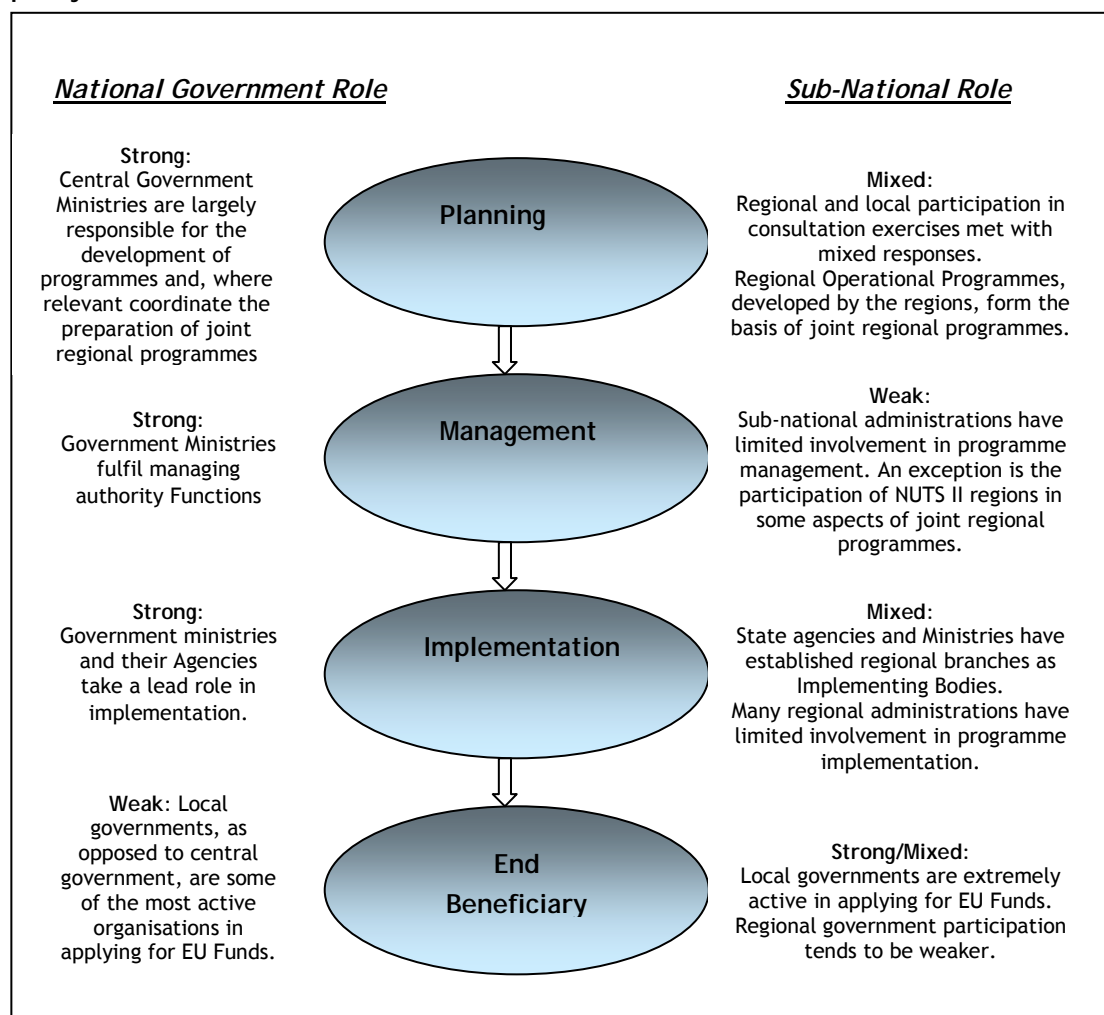 National Government Role
Sub-National Role
Strong:
Central Government
Ministries are largely
responsible for the
development of
programmes and, where
relevant coordinate the
preparation of joint
regional programmes
Planning
Mixed:
Regional and local participation in
consultation exercises met with
mixed responses.
Regional Operational Programmes,
developed by the regions, form the
basis of joint regional programmes.
Strong:
Government Ministries
fulfil managing
authority Functions
Management
Weak:
Sub-national administrations have
limited involvement in programme
management. An exception is the
participation of NUTS II regions in
some aspects of joint regional
programmes.
Strong:
Government ministries
and their Agencies
take a lead role in
implementation.
Implementation
Mixed:
State agencies and Ministries have
established regional branches as
Implementing Bodies.
Many regional administrations have
limited involvement in programme
implementation.
Weak: Local
governments, as
opposed to central
government, are some
of the most active
organisations in
applying for EU Funds.
End
Beneficiary
Strong/Mixed:
Local governments are extremely
active in applying for EU Funds.
Regional government participation
tends to be weaker.